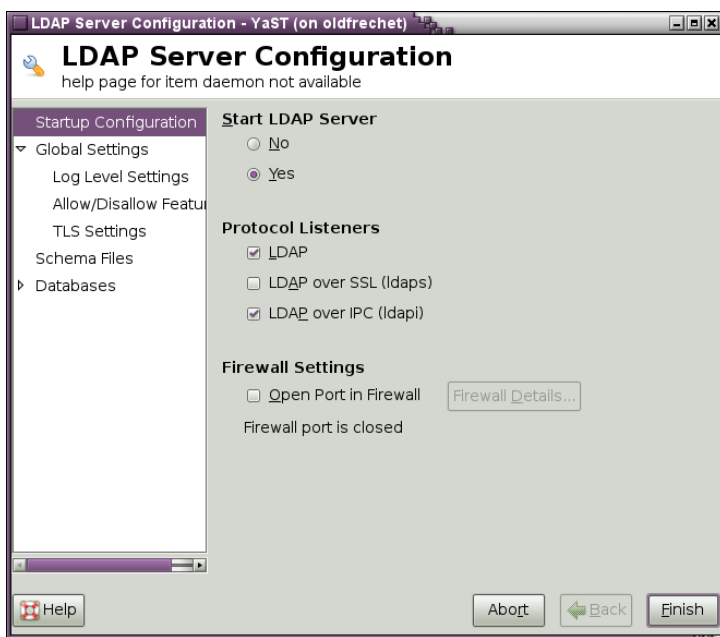 LDAP Server Configuration - YaST (on oldfrechet)
LDAP Server Configuration
help page for item daemon not available
Startup Configuration
Global Settings
Log Level Settings
Allow/Disallow Featu
TLS Settings
Schema Files
Databases
Start LDAP Server
No
Yes
Protocol Listeners
LDAP
LDAP over SSL (ldaps)
LDAP over IPC (ldapi)
Firewall Settings
Open Port in Firewall
Firewall Details...
Firewall port is closed
Help
Abort
Back
Finish